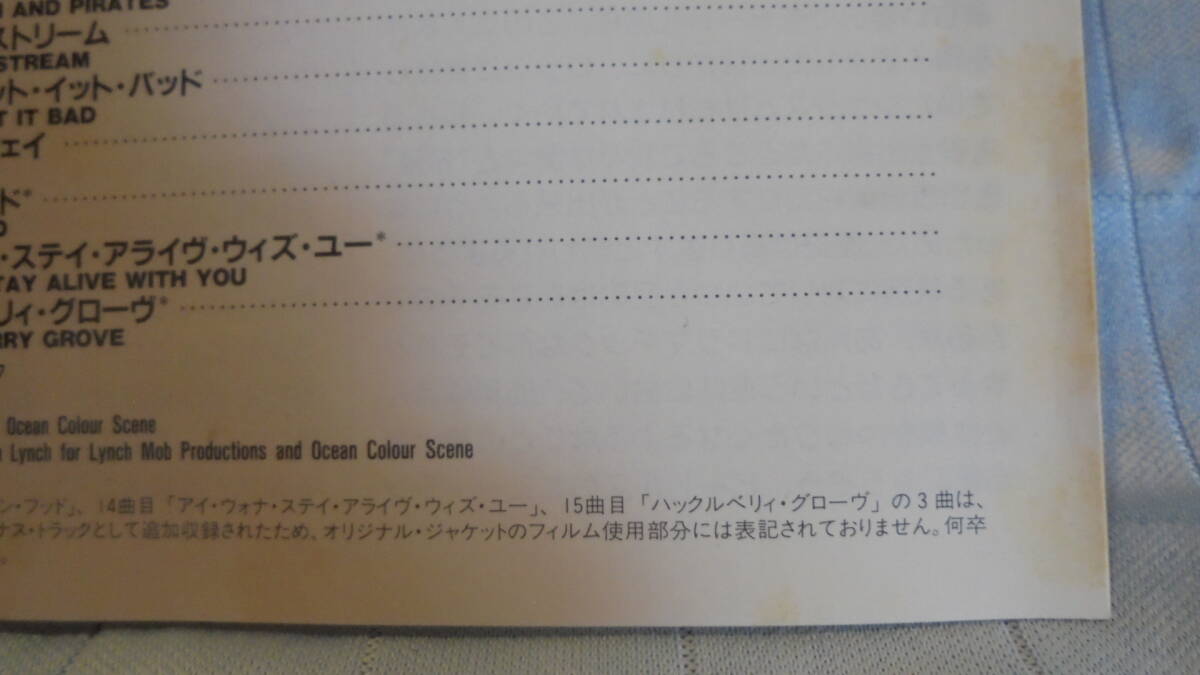 AND PIRATES
ストリーム
STREAM
ット・イット・バッド
T IT BAD
ェイ
ド*
・ステイ・アライヴ・ウィズ・ユー*
TAY ALIVE WITH YOU
リィ・グローヴ*
RRY GROVE
Ocean Colour Scene
Lynch for Lynch Mob Productions and Ocean Colour Scene
ン・フッド」、14曲目「アイ・ウォナ・ステイ・アライヴ・ウィズ・ユー」、15曲目「ハックルベリィ・グローヴ」の3曲は、
ナス・トラックとして追加収録されたため、オリジナル・ジャケットのフィルム使用部分には表記されておりません。何卒